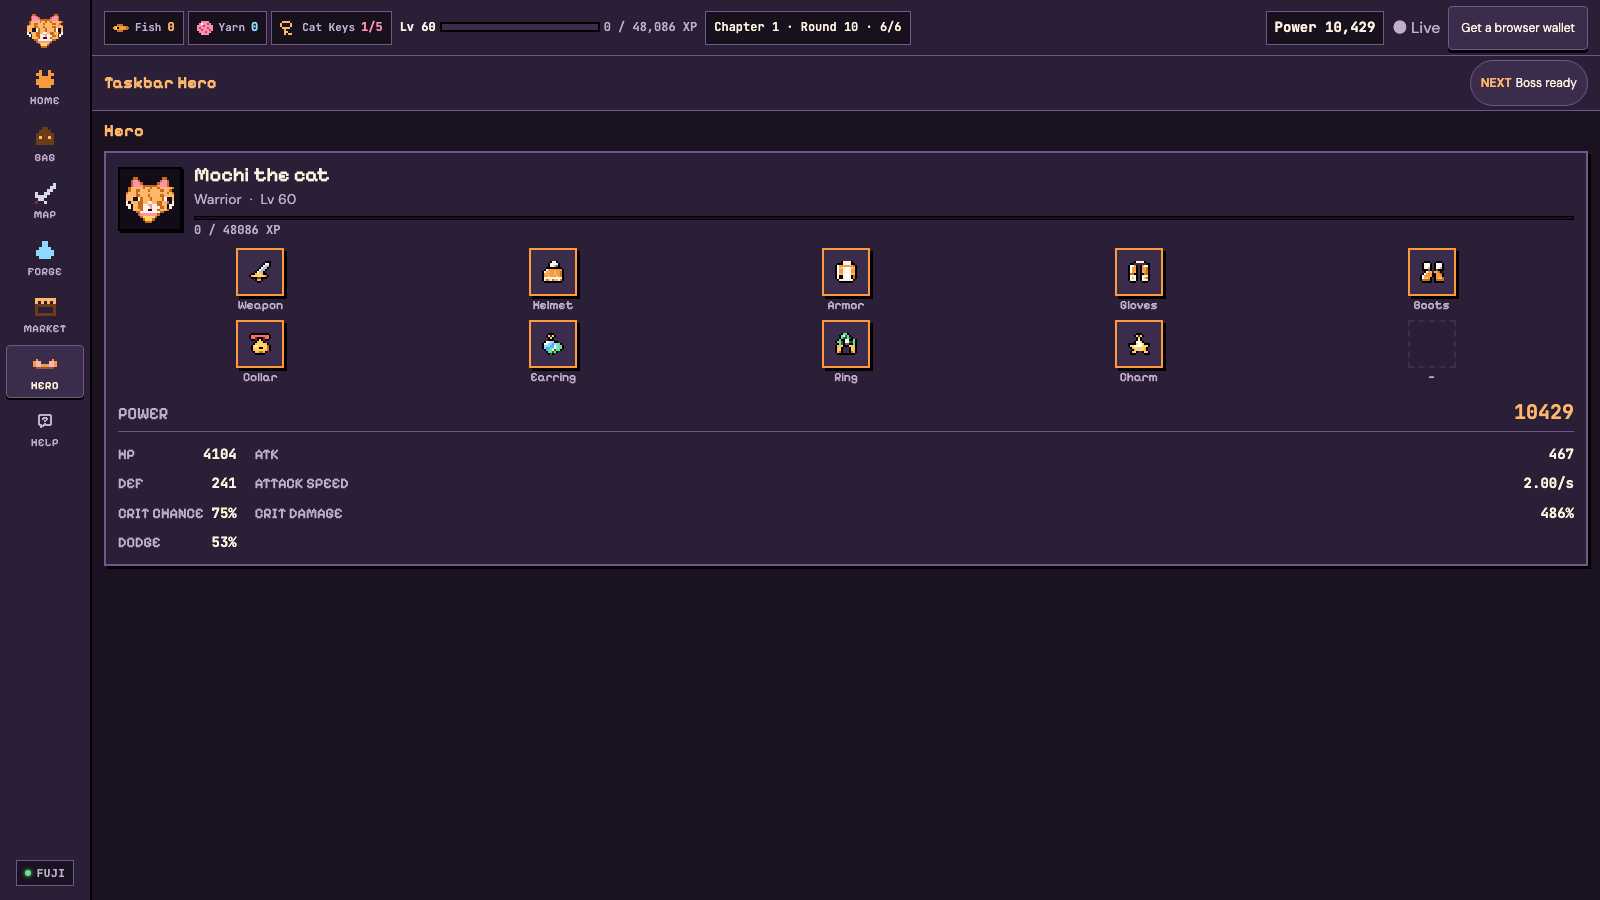 Fish 0
Yarn 0
Cat Keys 1/5
Lv 60
0 / 48,086 XP
Chapter 1 · Round 10 · 6/6
Power 10,429
Live
Get a browser wallet
HOME
BAG
MAP
FORGE
MARKET
HERO
HELP
FUJI
Taskbar Hero
NEXT Boss ready
Hero
Mochi the cat
Warrior · Lv 60
0 / 48086 XP
Weapon
Helmet
Armor
Gloves
Boots
Collar
Earring
Ring
Charm
-
POWER 10429
HP 4104 ATK 467
DEF 241 ATTACK SPEED 2.00/s
CRIT CHANCE 75% CRIT DAMAGE 486%
DODGE 53%